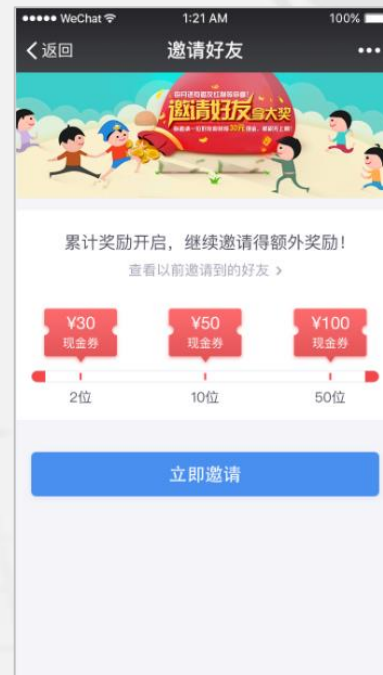 WeChat
1:21 AM
100%
返回
邀请好友
邀请好友拿大奖
累计奖励开启，继续邀请得额外奖励！
查看以前邀请到的好友 >
¥30
现金券
¥50
现金券
¥100
现金券
2位
10位
50位
立即邀请